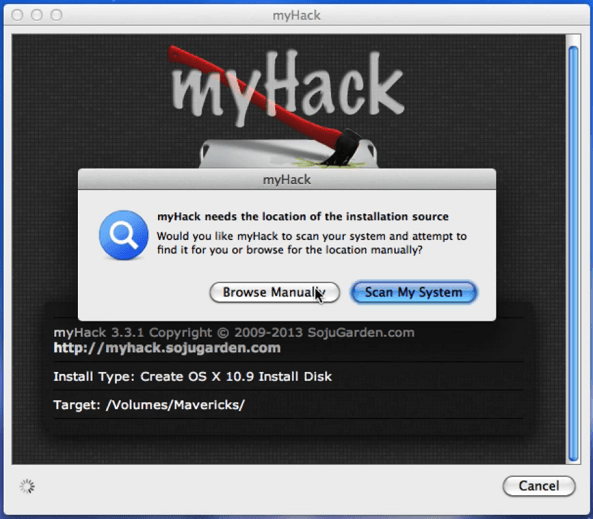 myHack
myHack
myHack
myHack needs the location of the installation source
Would you like myHack to scan your system and attempt to
find it for you or browse for the location manually?
Browse Manually Scan My System
myHack 3.3.1 Copyright © 2009-2013 SojuGarden.com
http://myhack.sojugarden.com
Install Type: Create OS X 10.9 Install Disk
Target: /Volumes/Mavericks/
Cancel